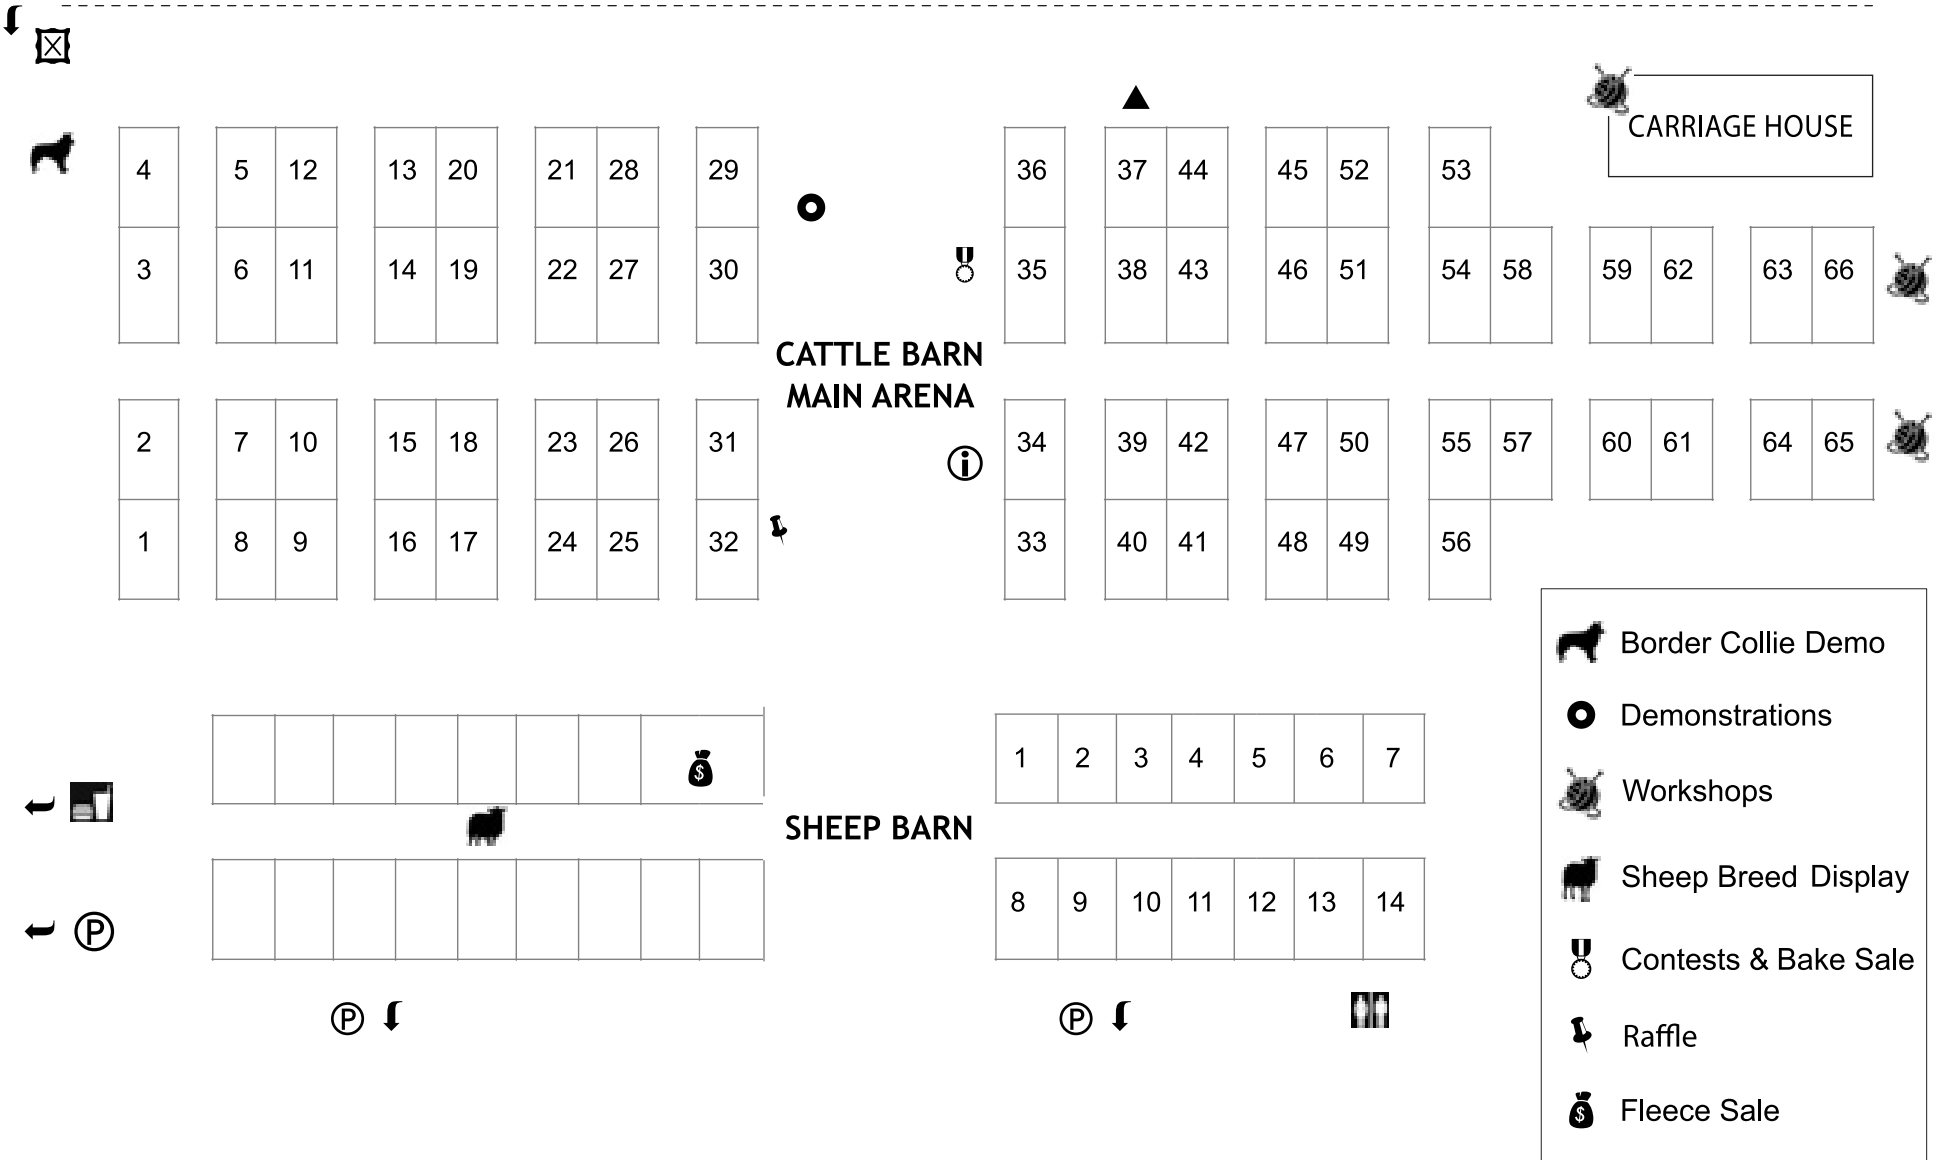 CARRIAGE HOUSE
4 5 12 13 20 21 28 29 36 37 44 45 52 53
3 6 11 14 19 22 27 30 35 38 43 46 51 54 58 59 62 63 66
CATTLE BARN
MAIN ARENA
2 7 10 15 18 23 26 31 34 39 42 47 50 55 57 60 61 64 65
i
1 8 9 16 17 24 25 32 33 40 41 48 49 56
$
1 2 3 4 5 6 7
SHEEP BARN
8 9 10 11 12 13 14
P
P
P
Border Collie Demo
Demonstrations
Workshops
Sheep Breed Display
Contests & Bake Sale
Raffle
$ Fleece Sale